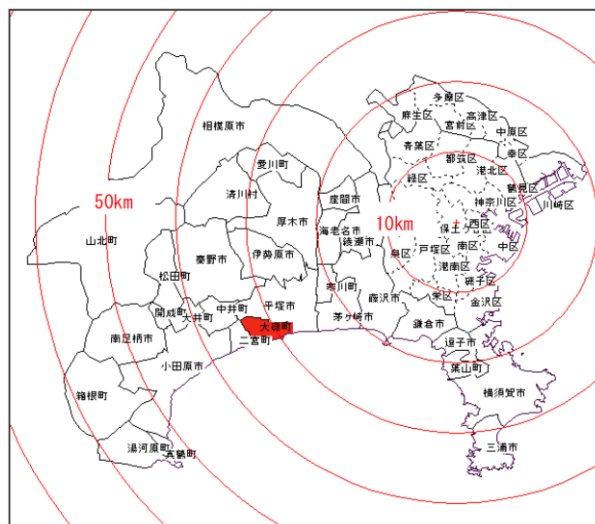 多摩区
麻生区
高津区
宮前区
中原区
相模原市
青葉区
幸区
都筑区
港北区
愛川町
緑区
鶴見区
清川村
座間市
神奈川区
川崎区
50km
厚木市
10km
西区
保土ヶ谷区
海老名市
山北町
綾瀬市
中区
南区
戸塚区
泉区
秦野市
伊勢原市
港南区
松田町
磯子区
寒川町
栄区
藤沢市
金沢区
中井町
平塚市
開成町
大井町
茅ヶ崎市
鎌倉市
大磯町
南足柄市
二宮町
逗子市
小田原市
葉山町
箱根町
横須賀市
湯河原町
真鶴町
三浦市